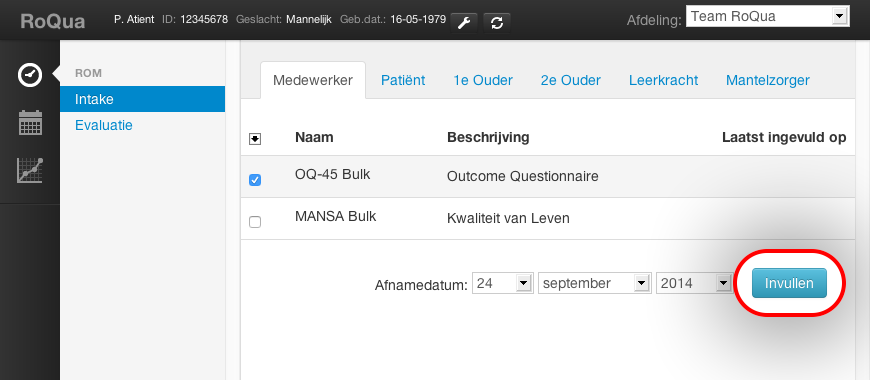 RoQua P. Atient ID: 12345678 Geslacht: Mannelijk Geb.dat.: 16-05-1979 Afdeling: Team RoQua
ROM
Intake
Evaluatie
Medewerker Patiënt 1e Ouder 2e Ouder Leerkracht Mantelzorger
Naam Beschrijving Laatst ingevuld op
OQ-45 Bulk Outcome Questionnaire
MANSA Bulk Kwaliteit van Leven
Afnamedatum: 24 september 2014 Invullen